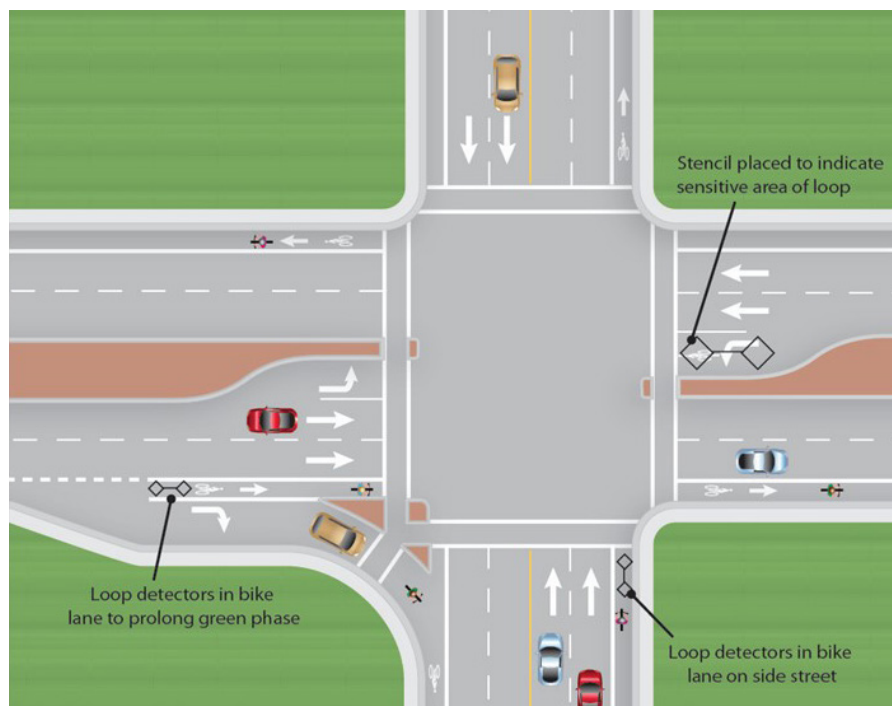 Stencil placed to indicate
sensitive area of loop
Loop detectors in bike
lane to prolong green phase
Loop detectors in bike
lane on side street